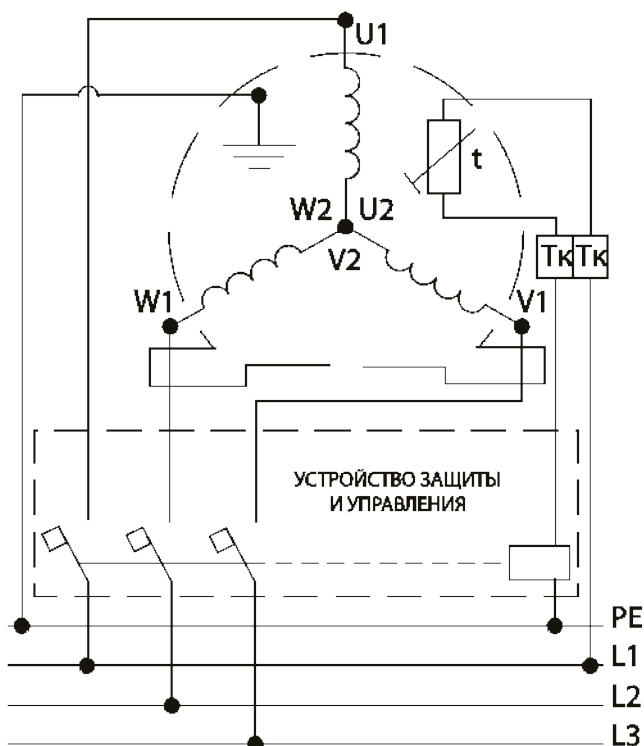 U1
t
W2 U2
V2
Тк Тк
W1
V1
УСТРОЙСТВО ЗАЩИТЫ
И УПРАВЛЕНИЯ
PE
L1
L2
L3